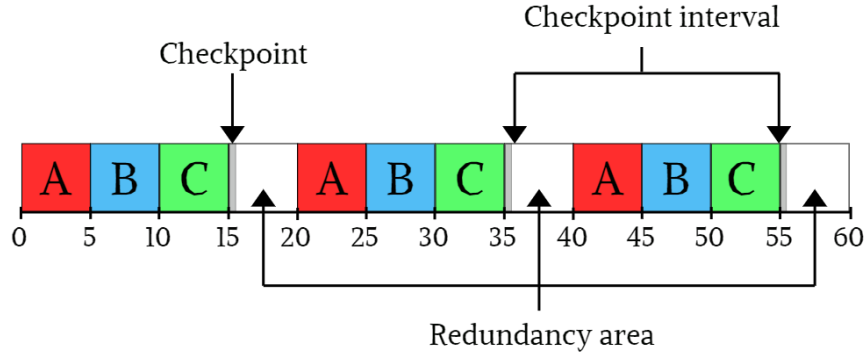 Checkpoint interval
Checkpoint
A B C A B C A B C
0 5 10 15 20 25 30 35 40 45 50 55 60
Redundancy area